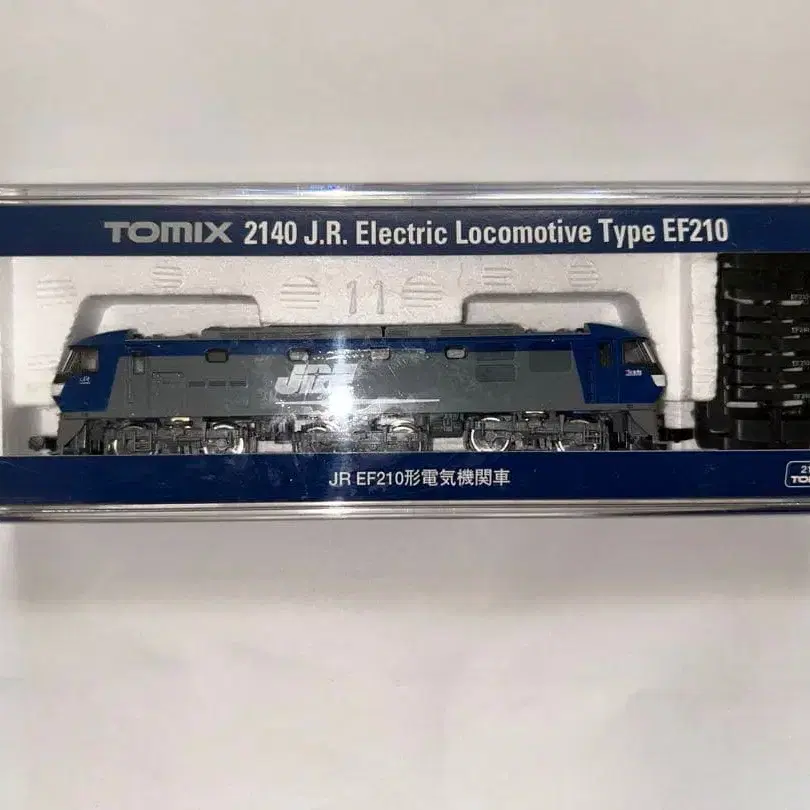 TOMIX 2140 J.R. Electric Locomotive Type EF210
11
JRF
JR
JR EF210形電気機関車